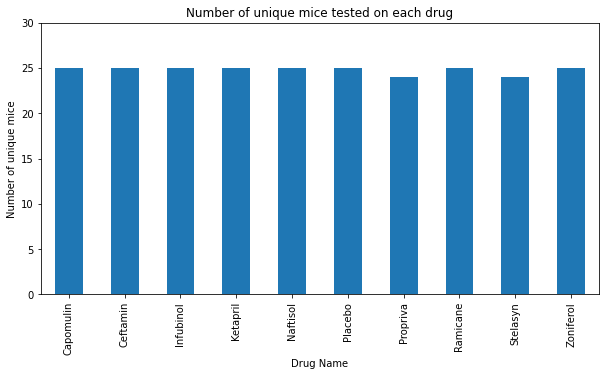 Number of unique mice tested on each drug
Number of unique mice
30
25
20
15
10
5
0
Capomulin
Ceftamin
Infubinol
Ketapril
Naftisol
Placebo
Propriva
Ramicane
Stelasyn
Zoniferol
Drug Name